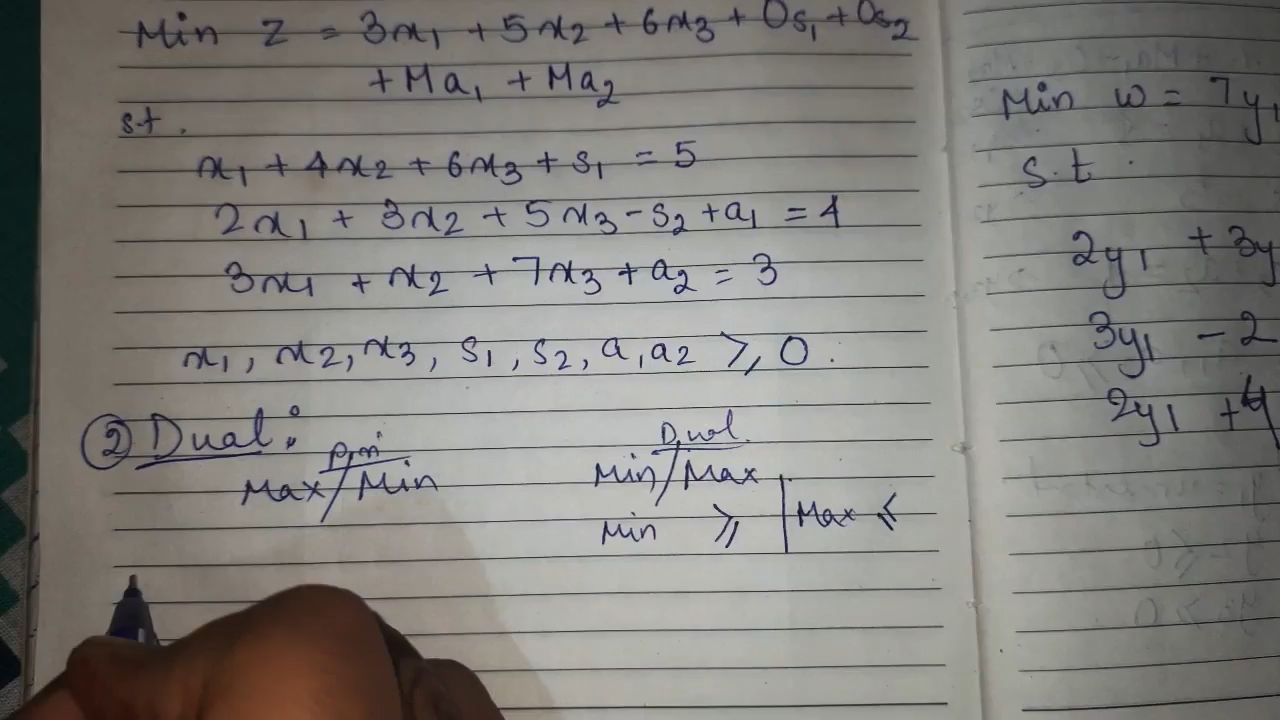 Min Z = 3x₁ + 5x₂ + 6x₃ + 0s₁ + 0s₂
+ Ma₁ + Ma₂
s.t.
x₁ + 4x₂ + 6x₃ + s₁ = 5
2x₁ + 3x₂ + 5x₃ - s₂ + a₁ = 4
3x₁ + x₂ + 7x₃ + a₂ = 3
x₁, x₂, x₃, s₁, s₂, a, a₂ ≥ 0.
② Dual:
Pri Dual
Max/Min Min/Max
Min ≥ | Max ≤
Min w = 7y₁
s.t.
2y₁ + 3y
3y₁ - 2
2y₁ + 4